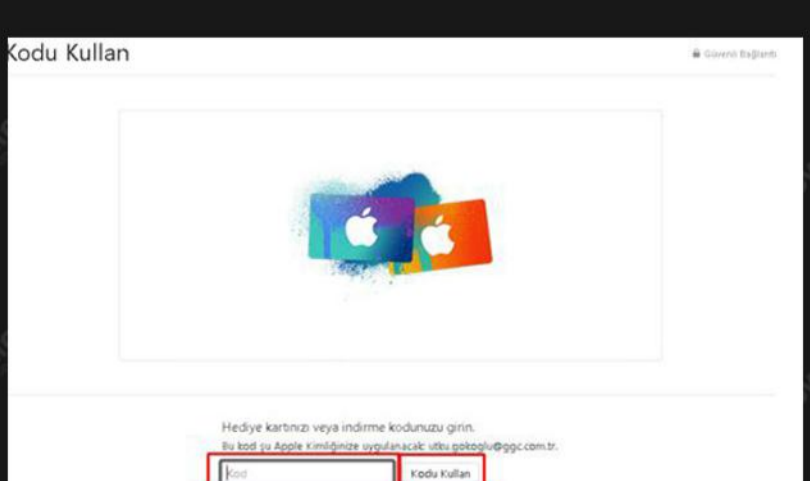 Kodu Kullan
Güvenli Bağlantı
Hediye kartınızı veya indirme kodunuzu girin.
Bu kod şu Apple Kimliğinize uygulanacak: utku.gokoglu@ggc.com.tr.
Kod
Kodu Kullan